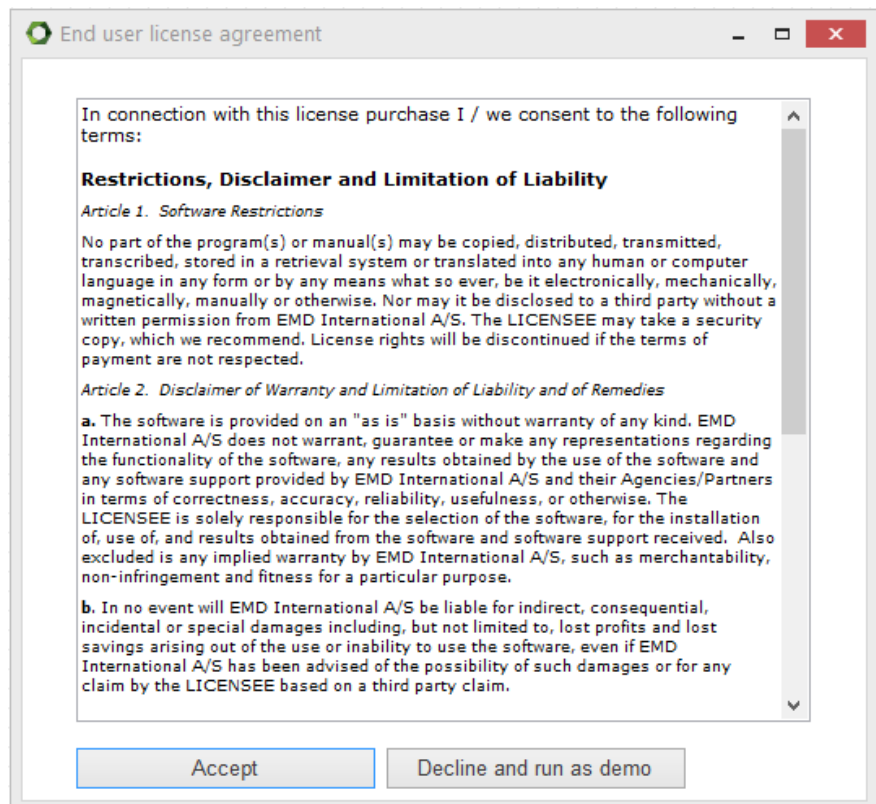 End user license agreement
In connection with this license purchase I / we consent to the following
terms:
Restrictions, Disclaimer and Limitation of Liability
Article 1.  Software Restrictions
No part of the program(s) or manual(s) may be copied, distributed, transmitted,
transcribed, stored in a retrieval system or translated into any human or computer
language in any form or by any means what so ever, be it electronically, mechanically,
magnetically, manually or otherwise. Nor may it be disclosed to a third party without a
written permission from EMD International A/S. The LICENSEE may take a security
copy, which we recommend. License rights will be discontinued if the terms of
payment are not respected.
Article 2.  Disclaimer of Warranty and Limitation of Liability and of Remedies
a. The software is provided on an "as is" basis without warranty of any kind. EMD
International A/S does not warrant, guarantee or make any representations regarding
the functionality of the software, any results obtained by the use of the software and
any software support provided by EMD International A/S and their Agencies/Partners
in terms of correctness, accuracy, reliability, usefulness, or otherwise. The
LICENSEE is solely responsible for the selection of the software, for the installation
of, use of, and results obtained from the software and software support received.  Also
excluded is any implied warranty by EMD International A/S, such as merchantability,
non-infringement and fitness for a particular purpose.
b. In no event will EMD International A/S be liable for indirect, consequential,
incidental or special damages including, but not limited to, lost profits and lost
savings arising out of the use or inability to use the software, even if EMD
International A/S has been advised of the possibility of such damages or for any
claim by the LICENSEE based on a third party claim.
Accept
Decline and run as demo